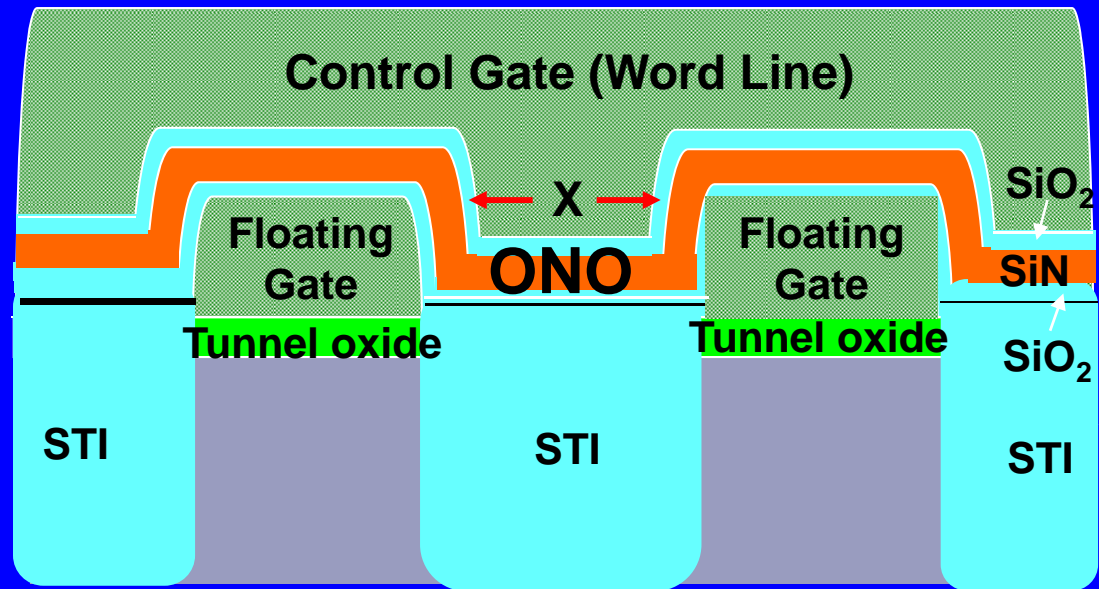 Control Gate (Word Line)
X
SiO₂
Floating
Gate
ONO
Floating
Gate
SiN
Tunnel oxide
Tunnel oxide
SiO₂
STI
STI
STI